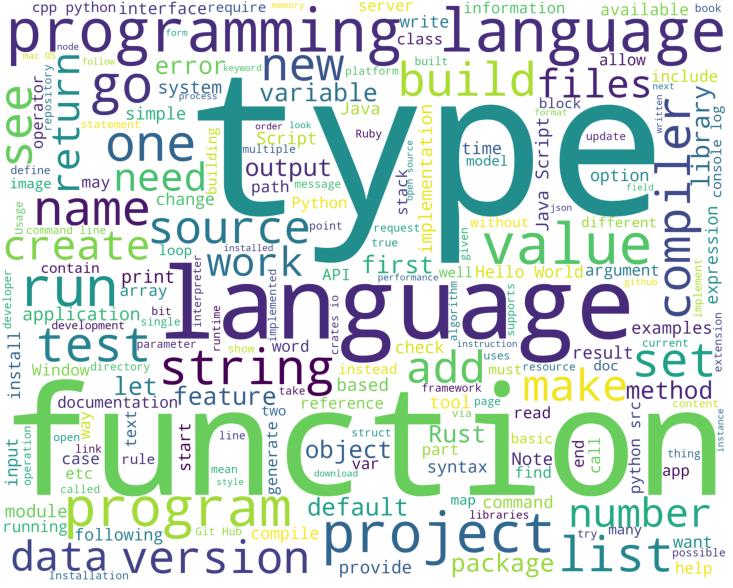 cpp python
interface
require
server
information
available
book
programming language
node
form
memory
write
class
mac OS
follow
process
keyword
platform
built
allow
next
see
operator
repository
return
go
error
system
new
variable
build
files
include
written
library
console log
statement
simple
building
Script
order
look
Java
block
format
update
define
image
one
multiple
Ruby
type
implementation
time
model
option
Java Script
compiler
may
need
output
path
message
Python
stack
open source
field
json
Usage
name
change
source
request
true
without
different
expression
create
command line
loop
work
installed
point
API
first
given
well
value
Hello World
argument
contain
print
interpreter
language
performance
algorithm
supports
github
implement
developer
run
array
implemented
crates io
instruction
examples
application
bit
runtime
development
single
parameter
show
word
check
uses
must
result
set
current
extension
install
test
string
instead
add
tool
resource
doc
Window
directory
let
feature
take
based
framework
make
method
documentation
reference
via
page
content
input
operation
open
way
text
start
two
generate
line
function
struct
read
basic
link
case
rule
object
var
Rust
part
Note
end
call
app
python src
thing
instance
etc
called
mean
style
syntax
find
module
running
program
download
default
map
command
number
following
Git Hub
compile
project
libraries
try
many
want
data
version
Installation
provide
package
list
possible
help